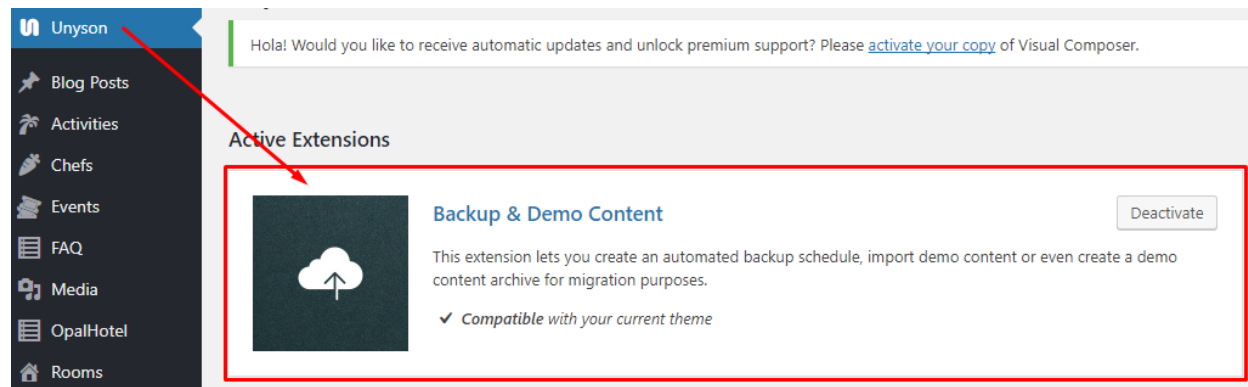 Unyson
Hola! Would you like to receive automatic updates and unlock premium support? Please activate your copy of Visual Composer.
Blog Posts
Activities
Chefs
Events
FAQ
Media
OpalHotel
Rooms
Active Extensions
Backup & Demo Content
Deactivate
This extension lets you create an automated backup schedule, import demo content or even create a demo
content archive for migration purposes.
✔ Compatible with your current theme